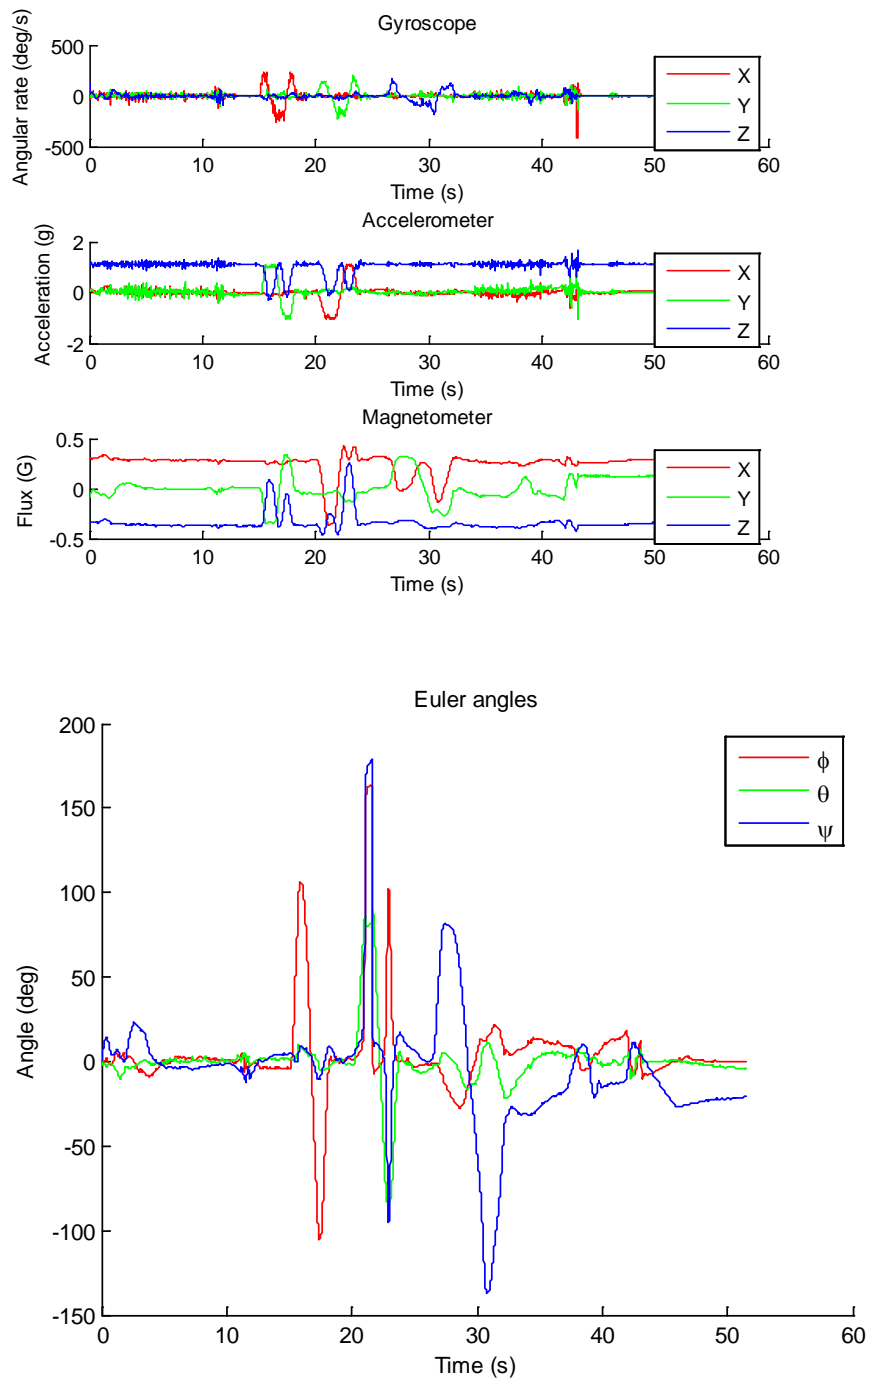 Gyroscope
Angular rate (deg/s)
500
0
-500
0 10 20 30 40 50 60
Time (s)
X
Y
Z
Accelerometer
Acceleration (g)
2
0
-2
0 10 20 30 40 50 60
Time (s)
X
Y
Z
Magnetometer
Flux (G)
0.5
0
-0.5
0 10 20 30 40 50 60
Time (s)
X
Y
Z
Euler angles
Angle (deg)
200
150
100
50
0
-50
-100
-150
0 10 20 30 40 50 60
Time (s)
ϕ
θ
ψ